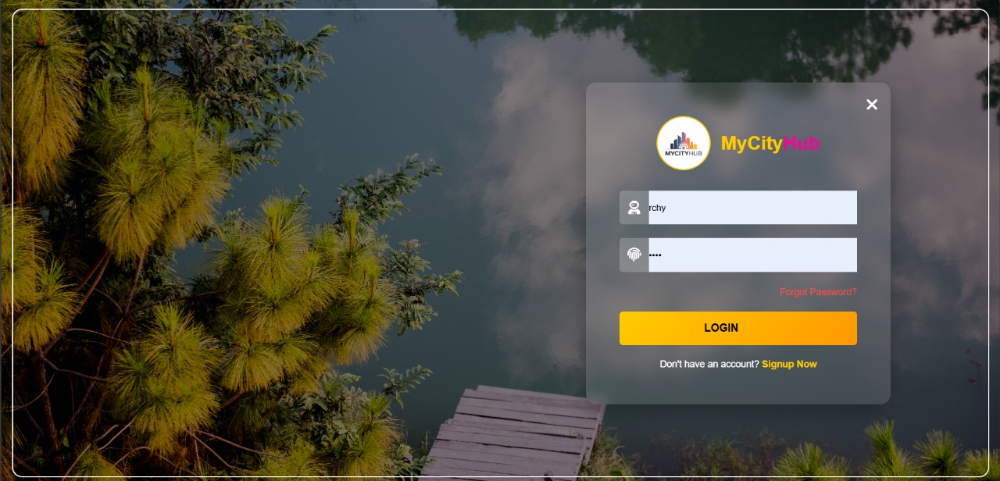 MYCITYHUB
MyCityHub
rchy
••••
Forgot Password?
LOGIN
Don't have an account? Signup Now